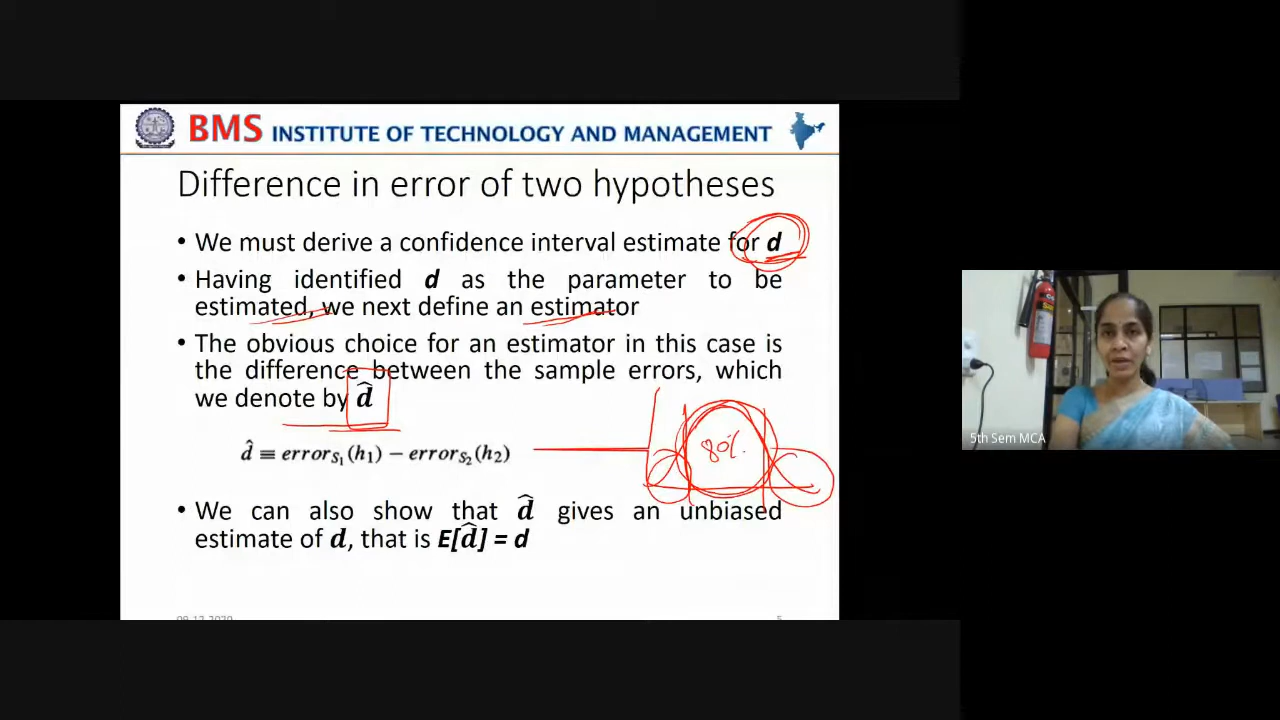 BMS INSTITUTE OF TECHNOLOGY AND MANAGEMENT
Difference in error of two hypotheses
• We must derive a confidence interval estimate for d
• Having identified d as the parameter to be
estimated, we next define an estimator
• The obvious choice for an estimator in this case is
the difference between the sample errors, which
we denote by d̂
d̂ ≡ errorS₁(h₁) − errorS₂(h₂)
80%
• We can also show that d̂ gives an unbiased
estimate of d, that is E[d̂] = d
5th Sem MCA